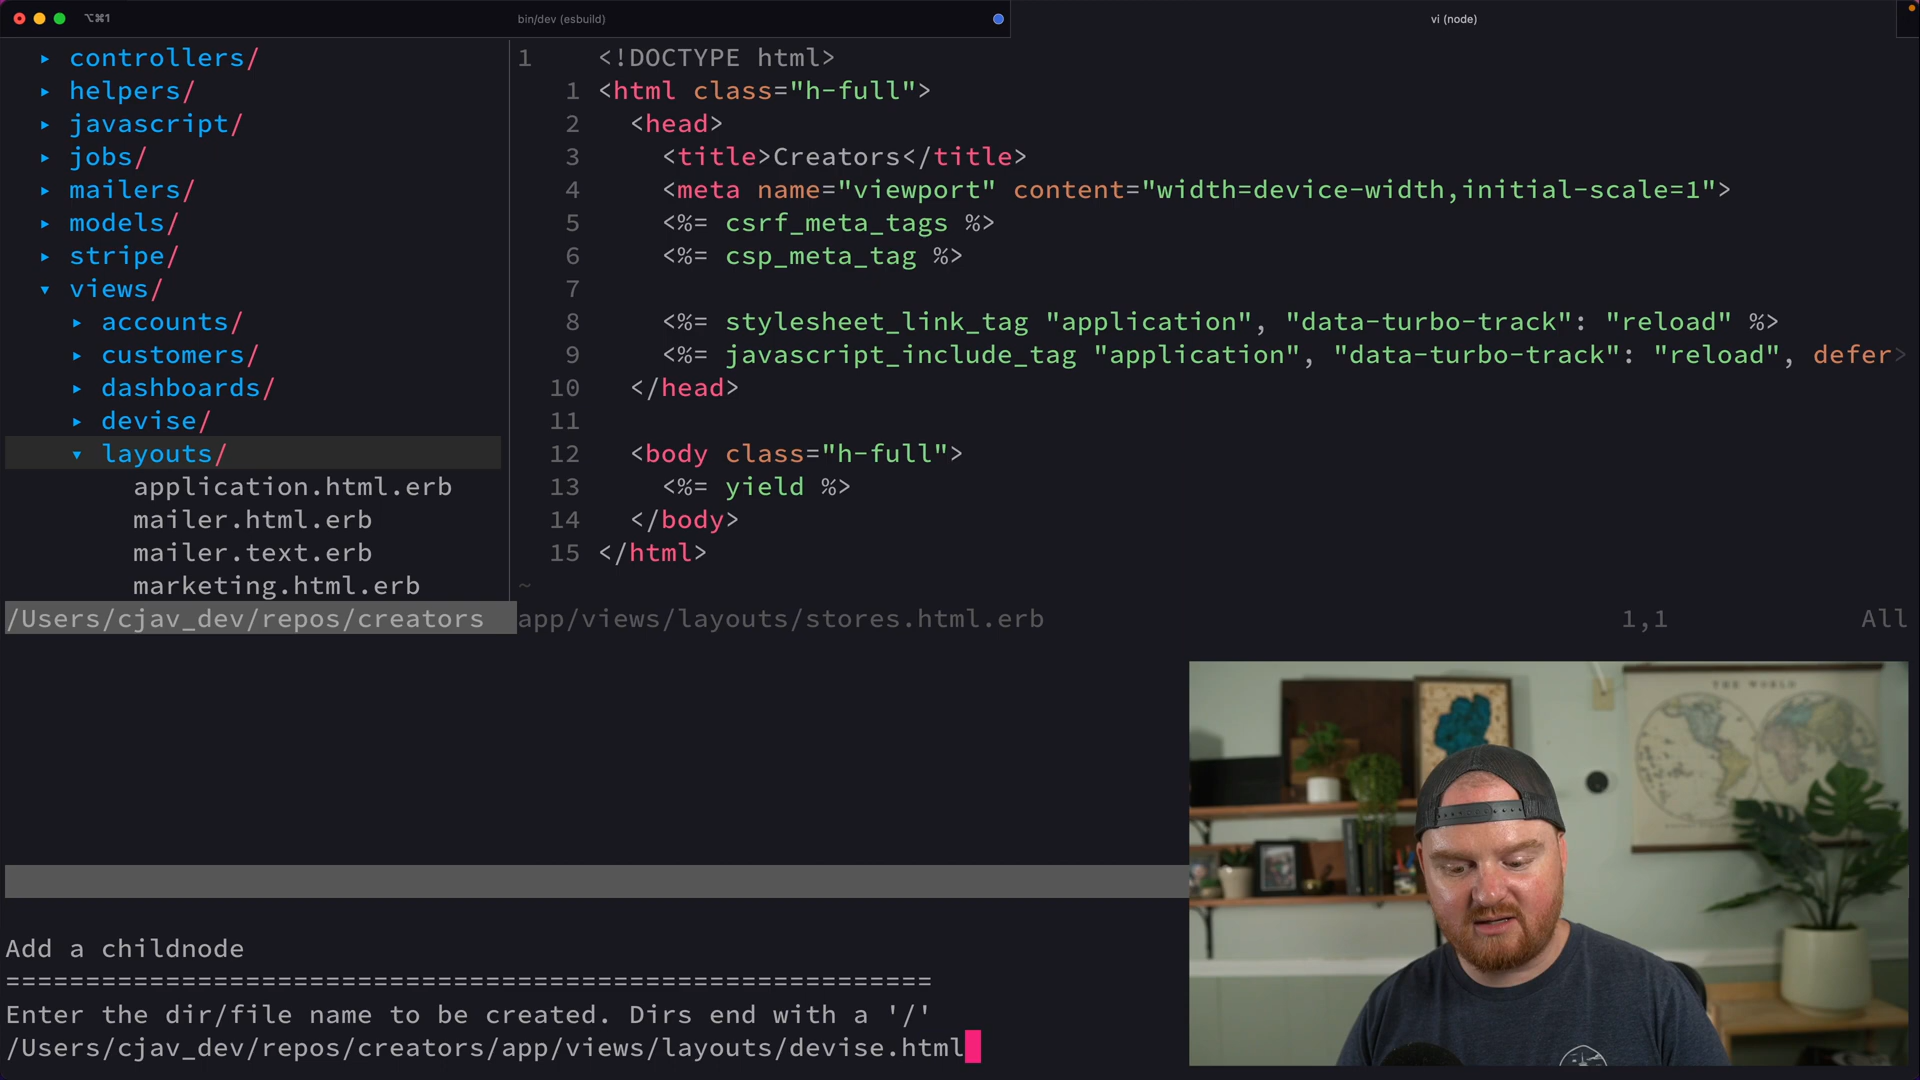 ⌥⌘1
bin/dev (esbuild)
vi (node)
▸ controllers/
▸ helpers/
▸ javascript/
▸ jobs/
▸ mailers/
▸ models/
▸ stripe/
▾ views/
▸ accounts/
▸ customers/
▸ dashboards/
▸ devise/
▾ layouts/
application.html.erb
mailer.html.erb
mailer.text.erb
marketing.html.erb
/Users/cjav_dev/repos/creators
1 <!DOCTYPE html>
1 <html class="h-full">
2 <head>
3 <title>Creators</title>
4 <meta name="viewport" content="width=device-width,initial-scale=1">
5 <%= csrf_meta_tags %>
6 <%= csp_meta_tag %>
7
8 <%= stylesheet_link_tag "application", "data-turbo-track": "reload" %>
9 <%= javascript_include_tag "application", "data-turbo-track": "reload", defer>
10 </head>
11
12 <body class="h-full">
13 <%= yield %>
14 </body>
15 </html>
~
app/views/layouts/stores.html.erb 1,1 All
THE WORLD
Add a childnode
==========================================================
Enter the dir/file name to be created. Dirs end with a '/'
/Users/cjav_dev/repos/creators/app/views/layouts/devise.html